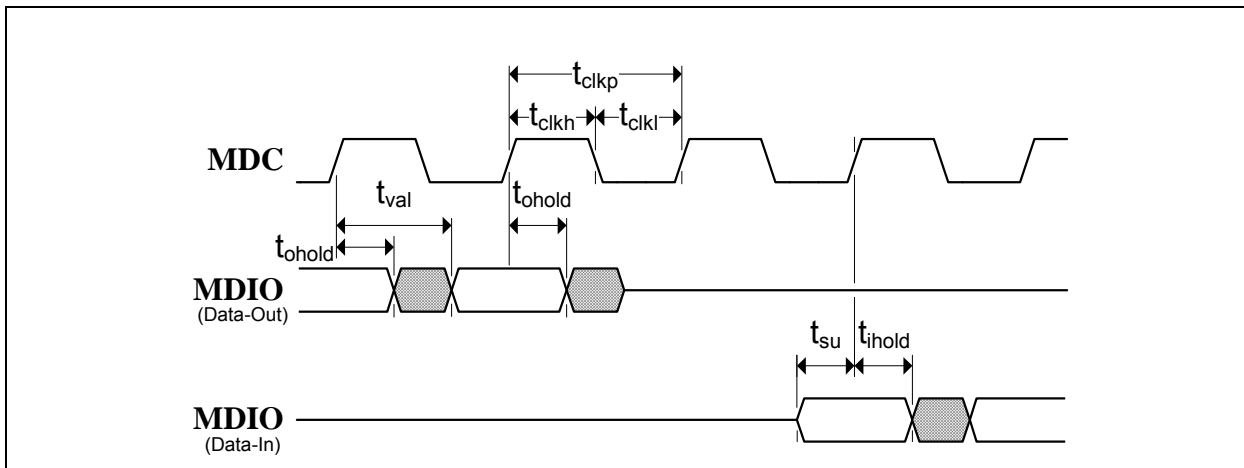 tclkp
tclkh tclkl
MDC
tval tohold
tohold
MDIO
(Data-Out)
tsu tihold
MDIO
(Data-In)